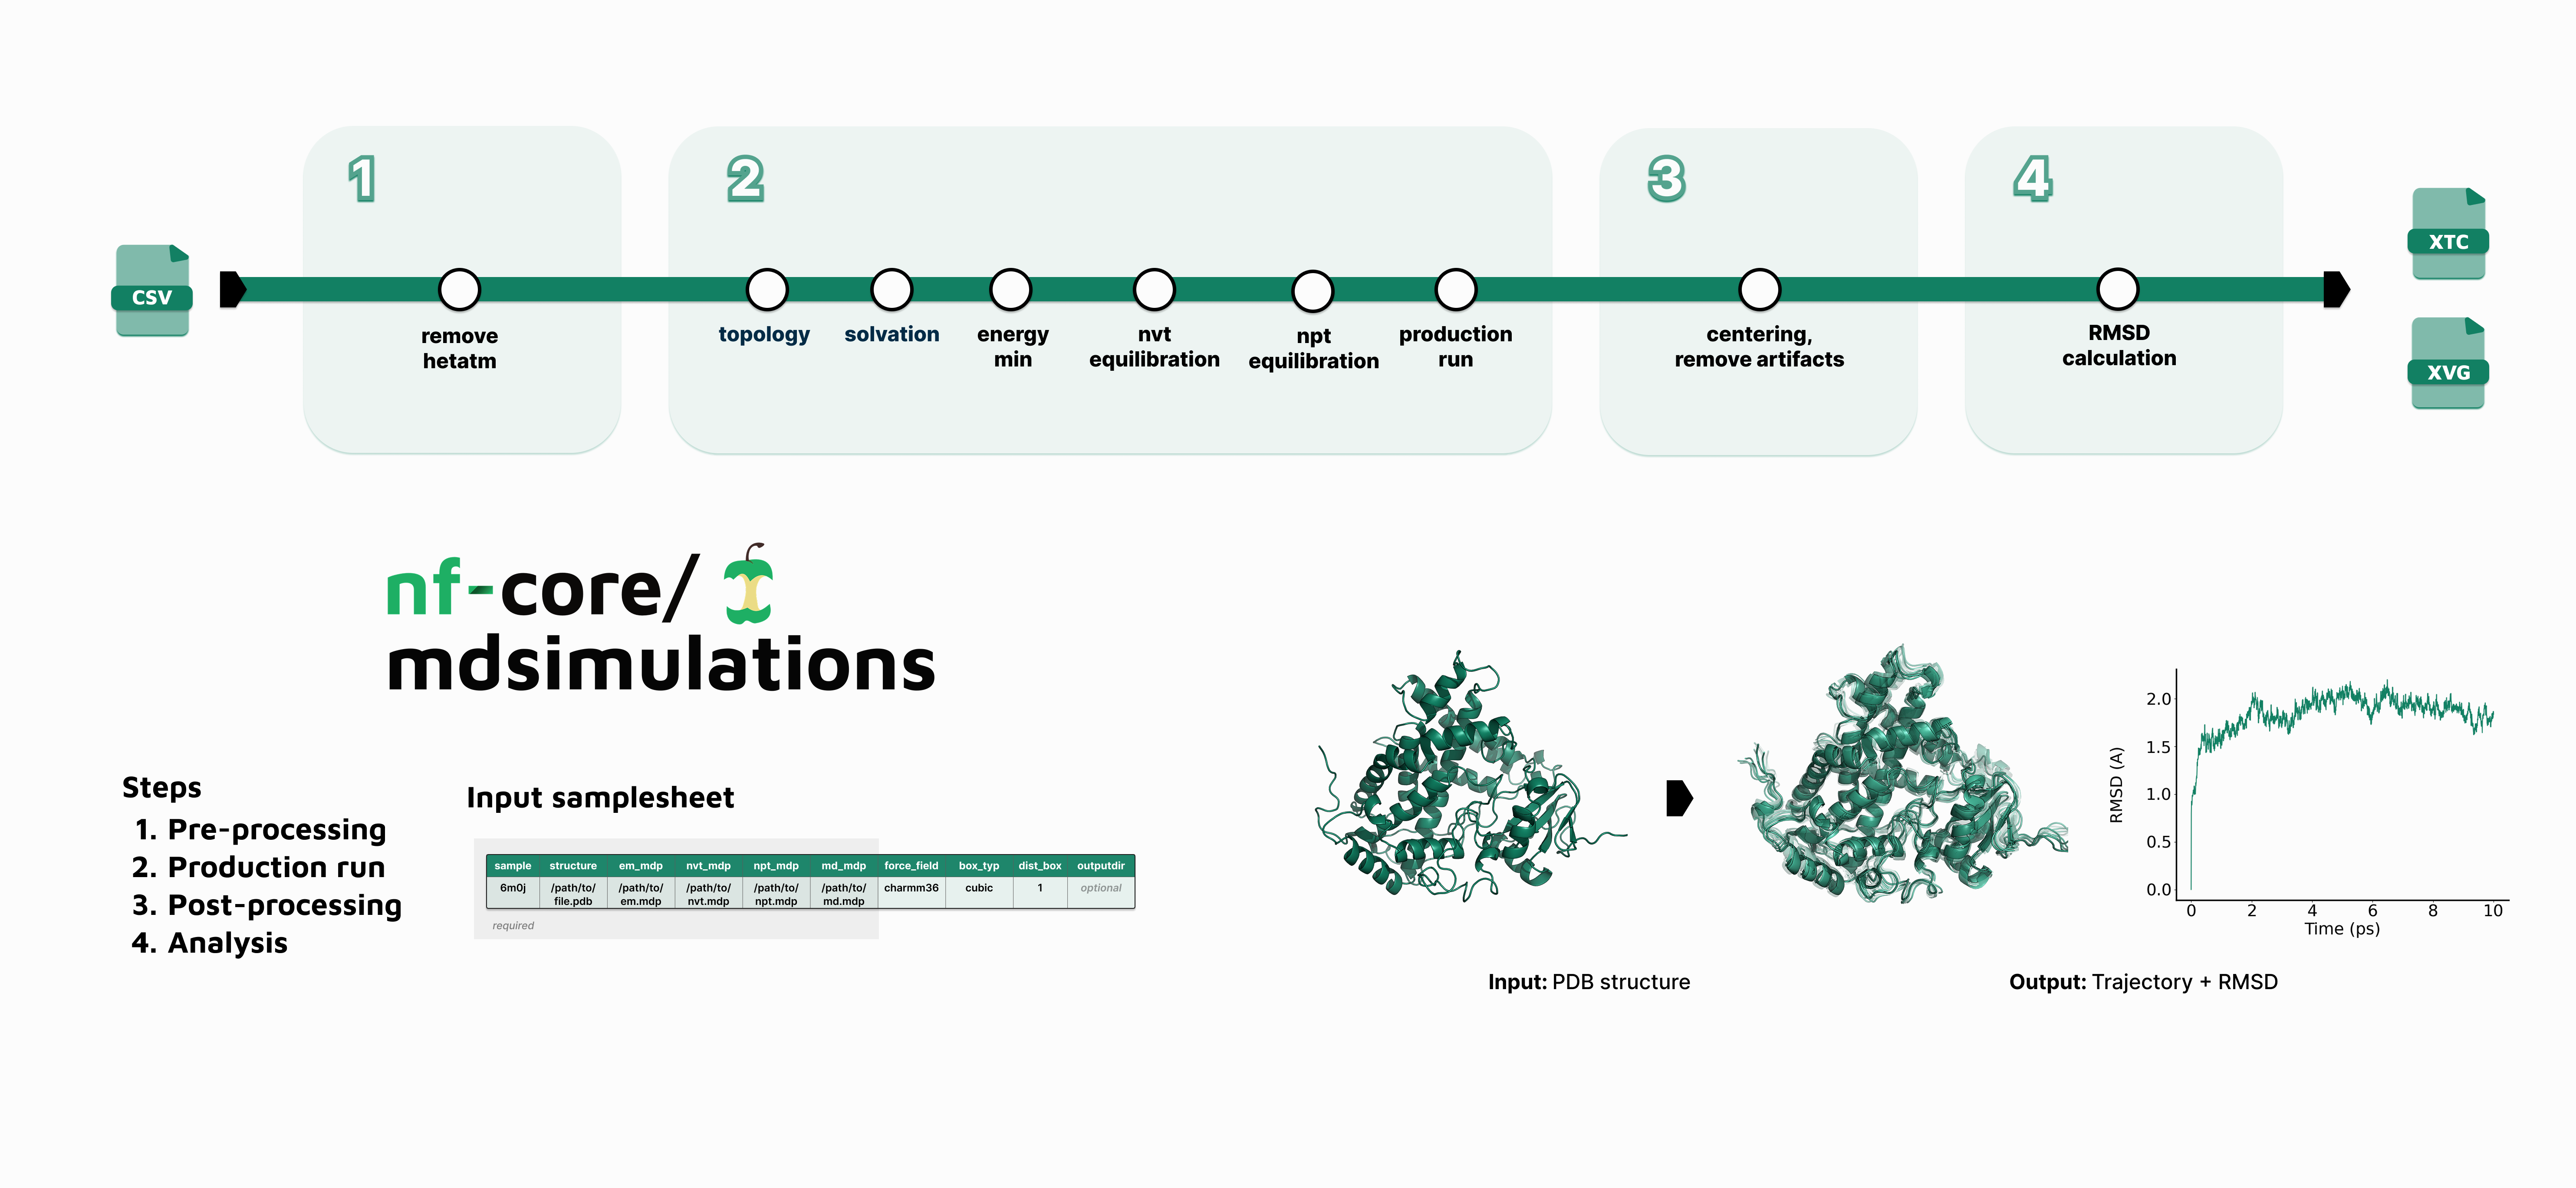 1
2
3
4
CSV
XTC
XVG
remove
hetatm
topology
solvation
energy
min
nvt
equilibration
npt
equilibration
production
run
centering,
remove artifacts
RMSD
calculation
nf-core/
mdsimulations
Steps
1. Pre-processing
2. Production run
3. Post-processing
4. Analysis
Input samplesheet
sample structure em_mdp nvt_mdp npt_mdp md_mdp force_field box_typ dist_box outputdir
6m0j /path/to/ /path/to/ /path/to/ /path/to/ /path/to/ charmm36 cubic 1 optional
file.pdb em.mdp nvt.mdp npt.mdp md.mdp
required
Input: PDB structure
RMSD (A)
2.0
1.5
1.0
0.5
0.0
0 2 4 6 8 10
Time (ps)
Output: Trajectory + RMSD